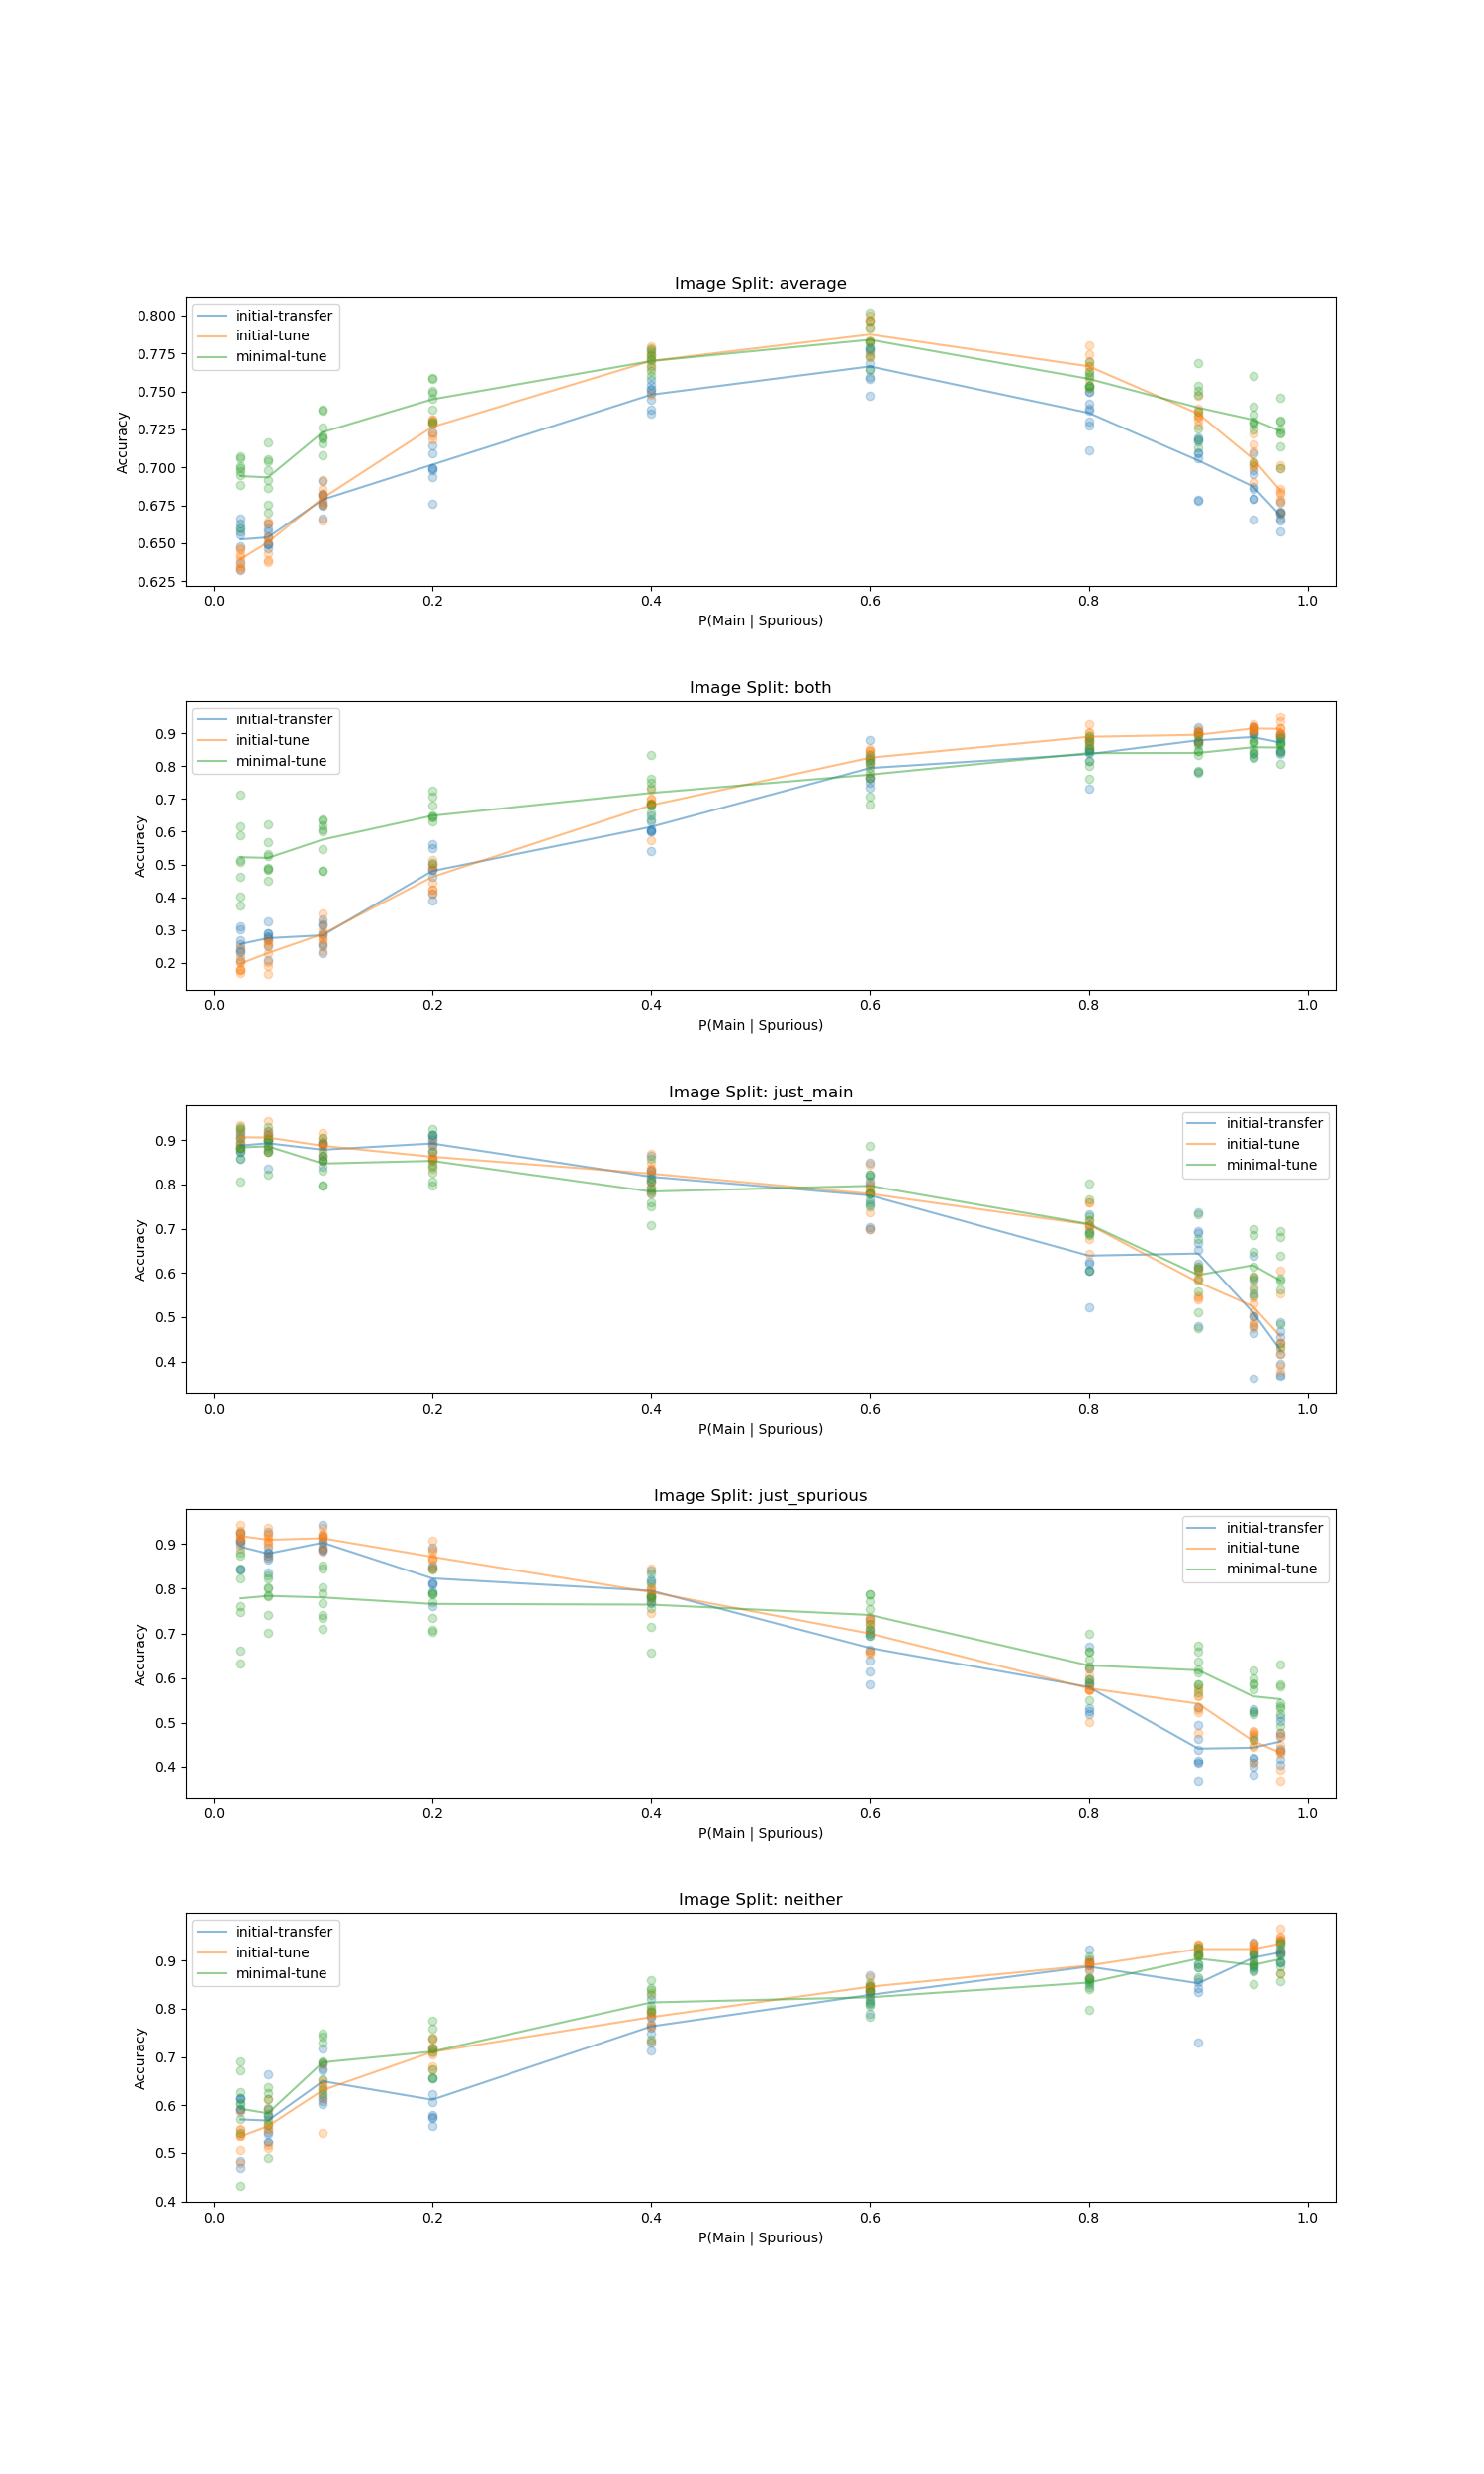 Image Split: average
initial-transfer
initial-tune
minimal-tune
Accuracy
0.800
0.775
0.750
0.725
0.700
0.675
0.650
0.625
0.0 0.2 0.4 0.6 0.8 1.0
P(Main | Spurious)
Image Split: both
initial-transfer
initial-tune
minimal-tune
Accuracy
0.9
0.8
0.7
0.6
0.5
0.4
0.3
0.2
0.0 0.2 0.4 0.6 0.8 1.0
P(Main | Spurious)
Image Split: just_main
initial-transfer
initial-tune
minimal-tune
Accuracy
0.9
0.8
0.7
0.6
0.5
0.4
0.0 0.2 0.4 0.6 0.8 1.0
P(Main | Spurious)
Image Split: just_spurious
initial-transfer
initial-tune
minimal-tune
Accuracy
0.9
0.8
0.7
0.6
0.5
0.4
0.0 0.2 0.4 0.6 0.8 1.0
P(Main | Spurious)
Image Split: neither
initial-transfer
initial-tune
minimal-tune
Accuracy
0.9
0.8
0.7
0.6
0.5
0.4
0.0 0.2 0.4 0.6 0.8 1.0
P(Main | Spurious)